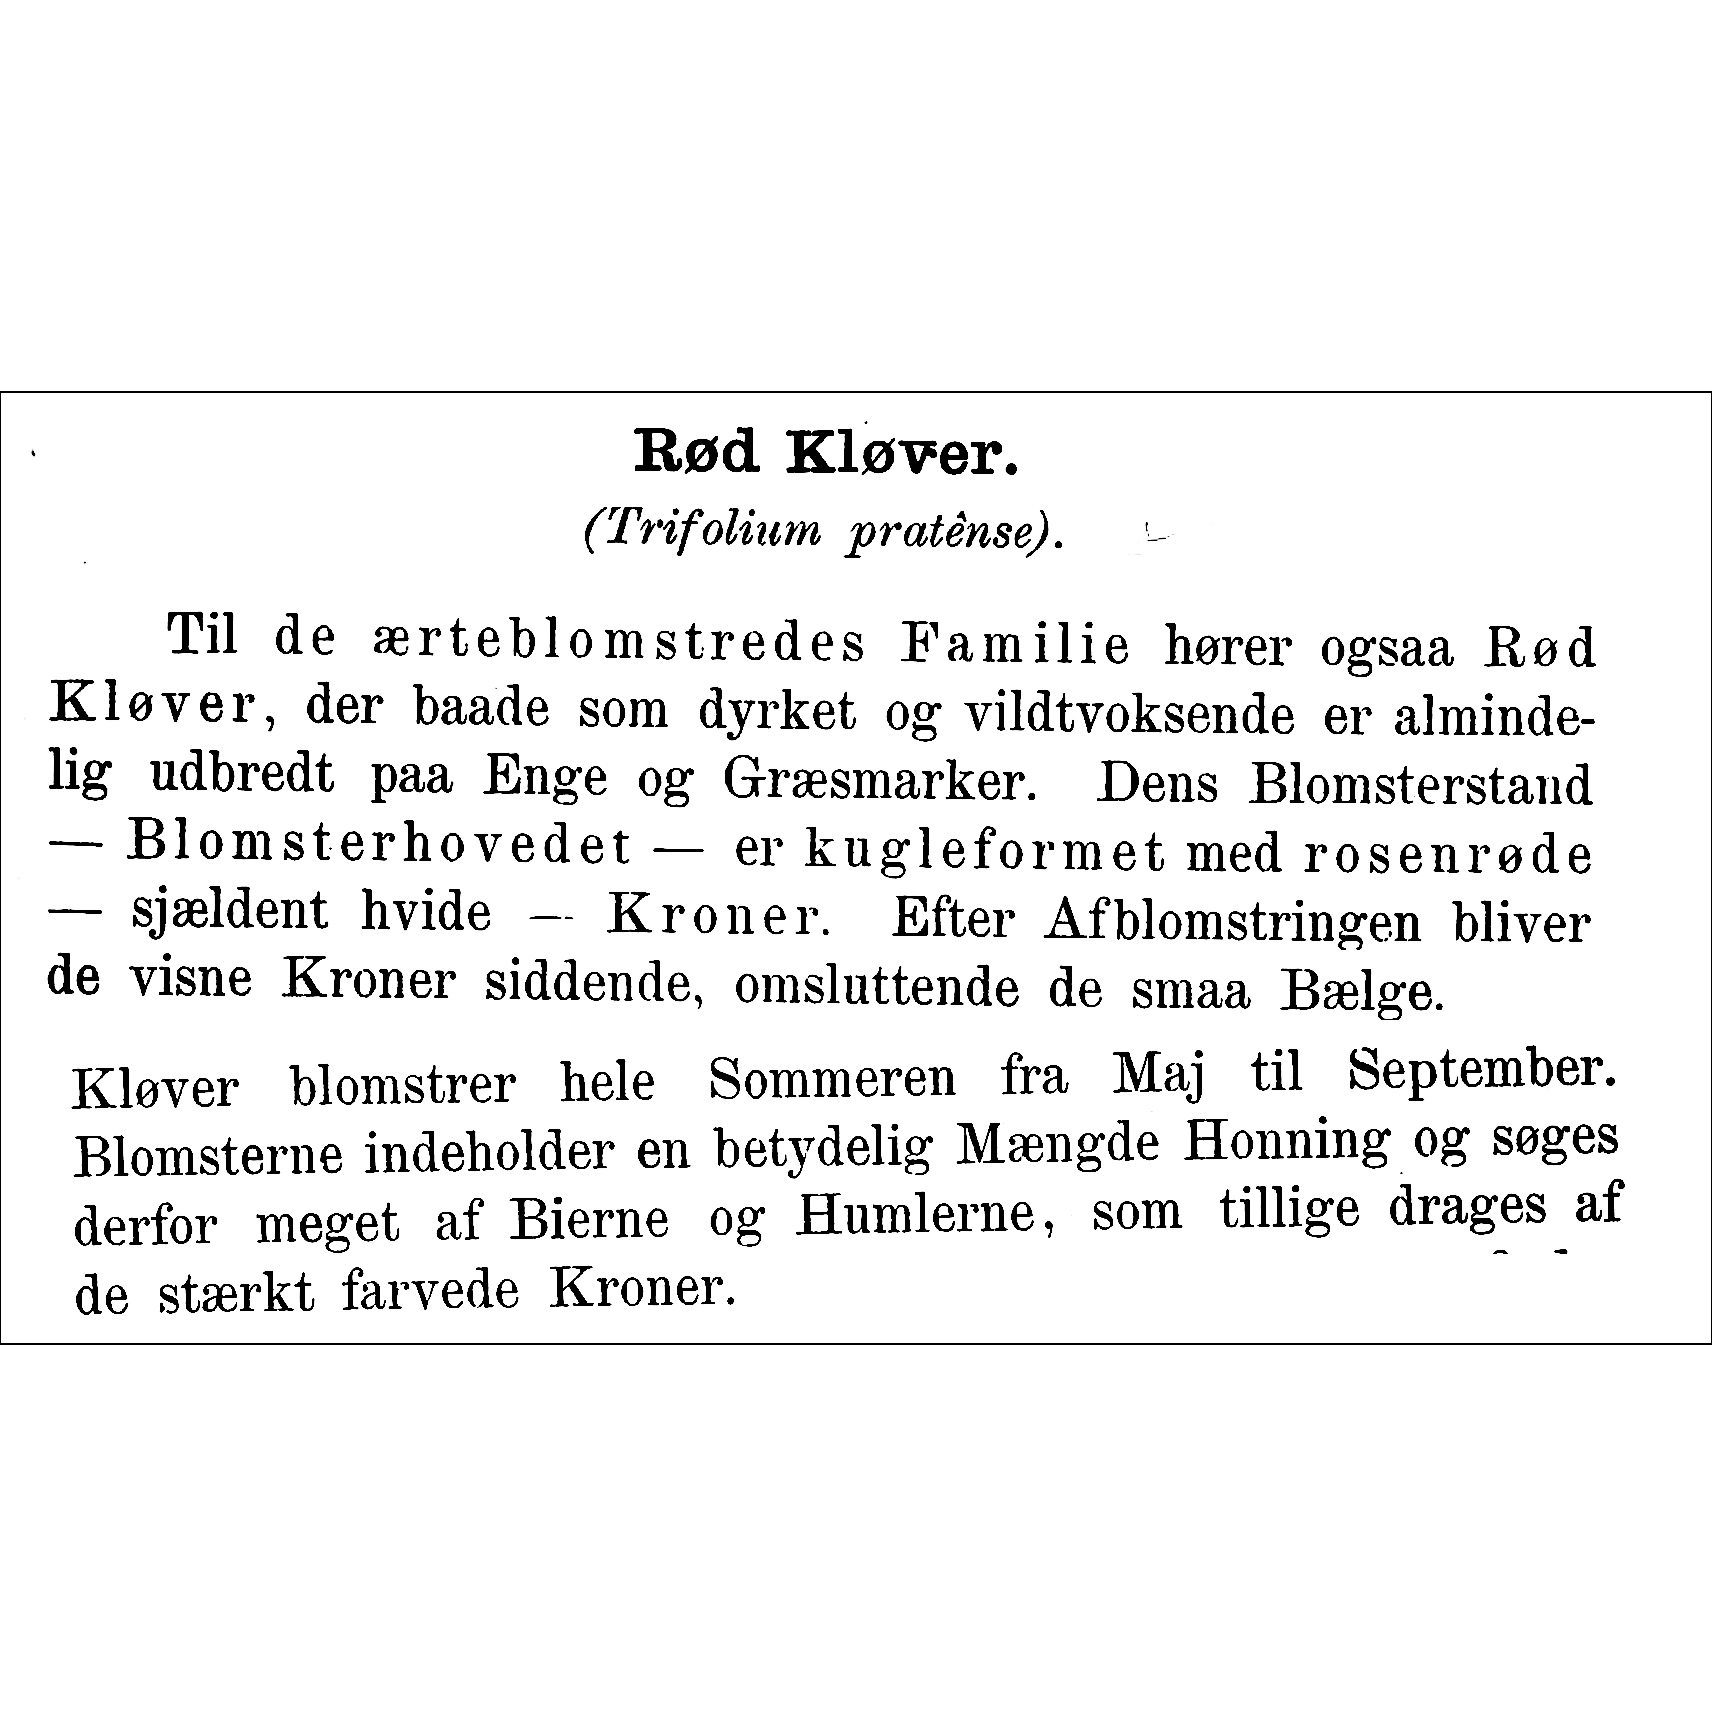 Rød Kløver.
(Trifolium pratênse).
Til de ærteblomstredes Familie hører ogsaa Rød
Kløver, der baade som dyrket og vildtvoksende er alminde-
lig udbredt paa Enge og Græsmarker. Dens Blomsterstand
— Blomsterhovedet — er kugleformet med rosenrøde
— sjældent hvide — Kroner. Efter Afblomstringen bliver
de visne Kroner siddende, omsluttende de smaa Bælge.
Kløver blomstrer hele Sommeren fra Maj til September.
Blomsterne indeholder en betydelig Mængde Honning og søges
derfor meget af Bierne og Humlerne, som tillige drages af
de stærkt farvede Kroner.